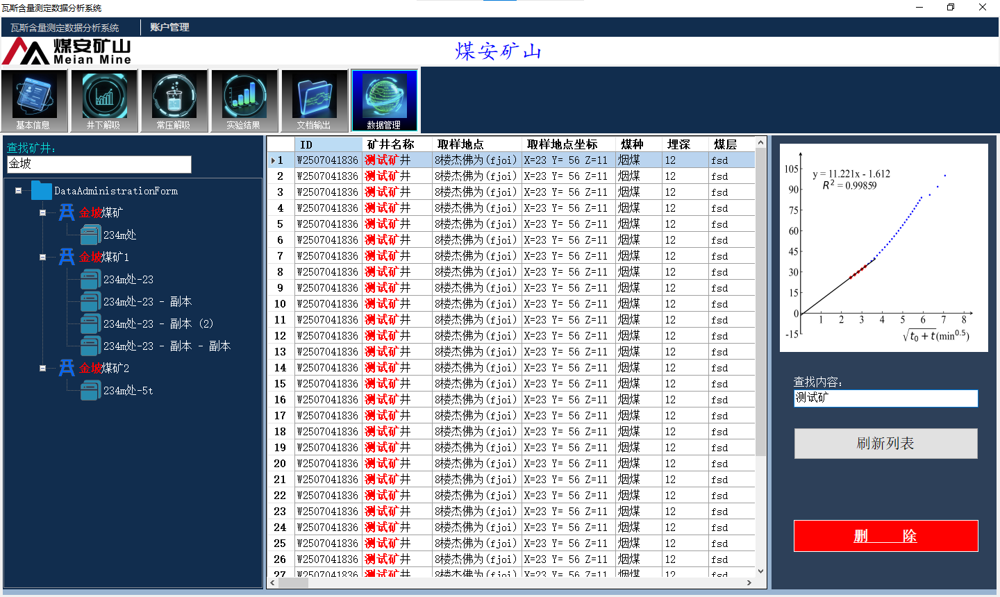 瓦斯含量测定数据分析系统
瓦斯含量测定数据分析系统 账户管理
煤安矿山
Meian Mine
煤安矿山
基本信息 井下解吸 常压解吸 实验结果 文档输出 数据管理
查找矿井:
金坡
DataAdministrationForm
金坡煤矿
234m处
金坡煤矿1
234m处-23
234m处-23 - 副本
234m处-23 - 副本 (2)
234m处-23 - 副本 - 副本
金坡煤矿2
234m处-5t
ID 矿井名称 取样地点 取样地点坐标 煤种 埋深 煤层
1 W2507041836 测试矿井 8楼杰佛为(fjoi) X=23 Y= 56 Z=11 烟煤 12 fsd
2 W2507041836 测试矿井 8楼杰佛为(fjoi) X=23 Y= 56 Z=11 烟煤 12 fsd
3 W2507041836 测试矿井 8楼杰佛为(fjoi) X=23 Y= 56 Z=11 烟煤 12 fsd
4 W2507041836 测试矿井 8楼杰佛为(fjoi) X=23 Y= 56 Z=11 烟煤 12 fsd
5 W2507041836 测试矿井 8楼杰佛为(fjoi) X=23 Y= 56 Z=11 烟煤 12 fsd
6 W2507041836 测试矿井 8楼杰佛为(fjoi) X=23 Y= 56 Z=11 烟煤 12 fsd
7 W2507041836 测试矿井 8楼杰佛为(fjoi) X=23 Y= 56 Z=11 烟煤 12 fsd
8 W2507041836 测试矿井 8楼杰佛为(fjoi) X=23 Y= 56 Z=11 烟煤 12 fsd
9 W2507041836 测试矿井 8楼杰佛为(fjoi) X=23 Y= 56 Z=11 烟煤 12 fsd
10 W2507041836 测试矿井 8楼杰佛为(fjoi) X=23 Y= 56 Z=11 烟煤 12 fsd
11 W2507041836 测试矿井 8楼杰佛为(fjoi) X=23 Y= 56 Z=11 烟煤 12 fsd
12 W2507041836 测试矿井 8楼杰佛为(fjoi) X=23 Y= 56 Z=11 烟煤 12 fsd
13 W2507041836 测试矿井 8楼杰佛为(fjoi) X=23 Y= 56 Z=11 烟煤 12 fsd
14 W2507041836 测试矿井 8楼杰佛为(fjoi) X=23 Y= 56 Z=11 烟煤 12 fsd
15 W2507041836 测试矿井 8楼杰佛为(fjoi) X=23 Y= 56 Z=11 烟煤 12 fsd
16 W2507041836 测试矿井 8楼杰佛为(fjoi) X=23 Y= 56 Z=11 烟煤 12 fsd
17 W2507041836 测试矿井 8楼杰佛为(fjoi) X=23 Y= 56 Z=11 烟煤 12 fsd
18 W2507041836 测试矿井 8楼杰佛为(fjoi) X=23 Y= 56 Z=11 烟煤 12 fsd
19 W2507041836 测试矿井 8楼杰佛为(fjoi) X=23 Y= 56 Z=11 烟煤 12 fsd
20 W2507041836 测试矿井 8楼杰佛为(fjoi) X=23 Y= 56 Z=11 烟煤 12 fsd
21 W2507041836 测试矿井 8楼杰佛为(fjoi) X=23 Y= 56 Z=11 烟煤 12 fsd
22 W2507041836 测试矿井 8楼杰佛为(fjoi) X=23 Y= 56 Z=11 烟煤 12 fsd
23 W2507041836 测试矿井 8楼杰佛为(fjoi) X=23 Y= 56 Z=11 烟煤 12 fsd
24 W2507041836 测试矿井 8楼杰佛为(fjoi) X=23 Y= 56 Z=11 烟煤 12 fsd
25 W2507041836 测试矿井 8楼杰佛为(fjoi) X=23 Y= 56 Z=11 烟煤 12 fsd
26 W2507041836 测试矿井 8楼杰佛为(fjoi) X=23 Y= 56 Z=11 烟煤 12 fsd
27 W2507041836 测试矿井 8楼杰佛为(fjoi) X=23 Y= 56 Z=11 烟煤 12 fsd
y = 11.221x - 1.612
R² = 0.99859
105
90
75
60
45
30
15
0
-15
1 2 3 4 5 6 7 8
√(t₀ + t)(min^0.5)
查找内容:
测试矿
刷新列表
删 除